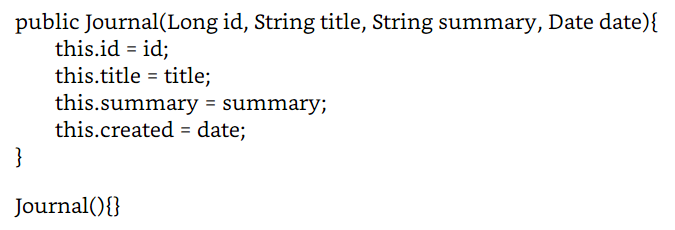 public Journal(Long id, String title, String summary, Date date){
this.id = id;
this.title = title;
this.summary = summary;
this.created = date;
}
Journal(){}